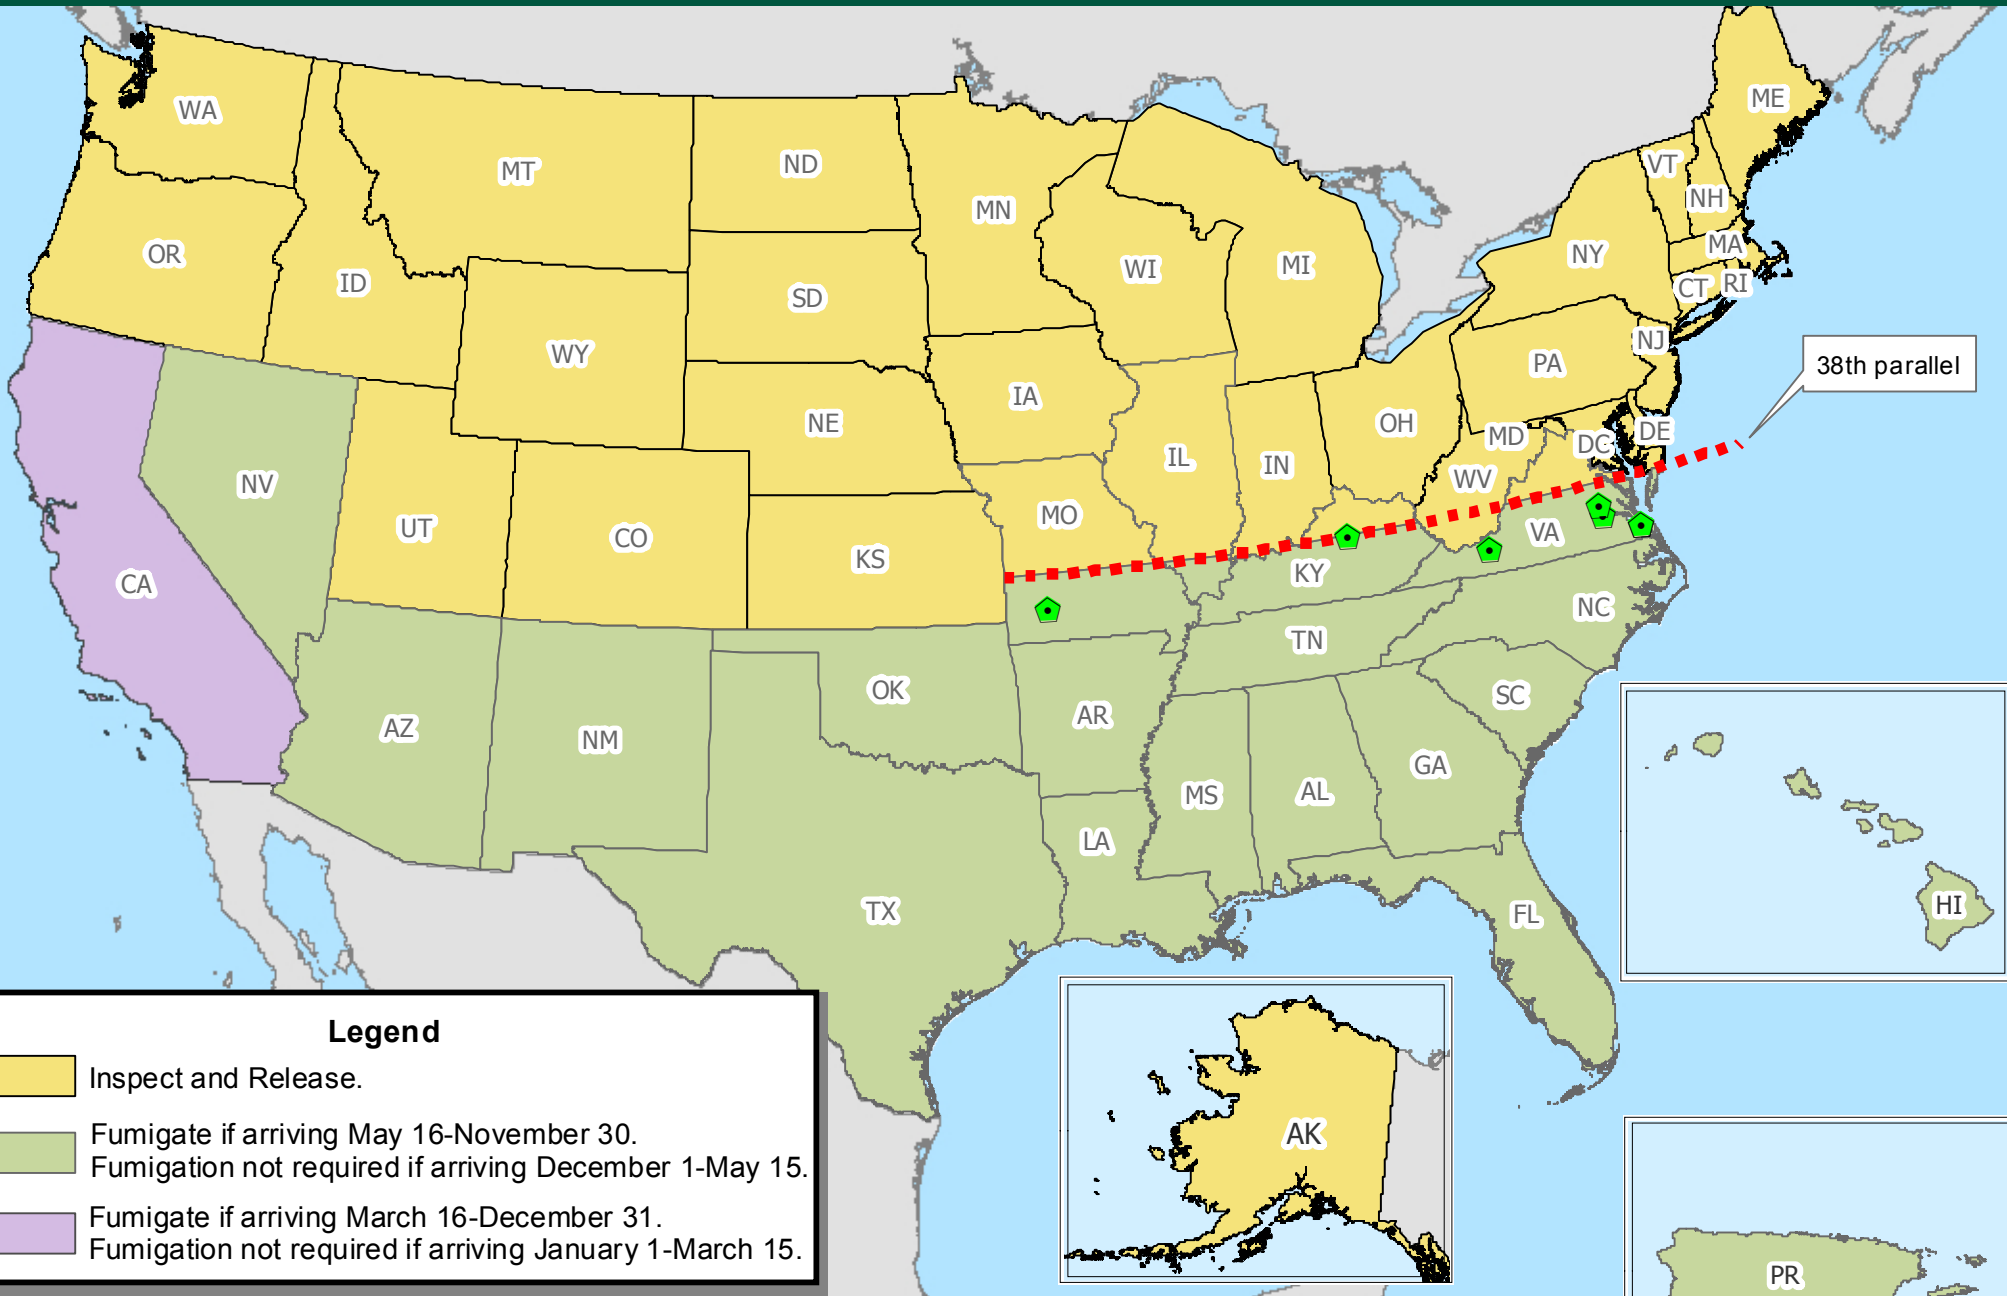 WA
MT
ND
MN
ME
VT
NH
OR
ID
SD
WI
MI
NY
MA
CT
RI
WY
NJ
38th parallel
PA
IA
NE
OH
MD
DC
DE
NV
IL
IN
WV
UT
CO
MO
KS
VA
CA
KY
NC
TN
OK
SC
AZ
NM
AR
GA
MS
AL
LA
TX
FL
HI
Legend
Inspect and Release.
Fumigate if arriving May 16-November 30.
Fumigation not required if arriving December 1-May 15.
Fumigate if arriving March 16-December 31.
Fumigation not required if arriving January 1-March 15.
AK
PR